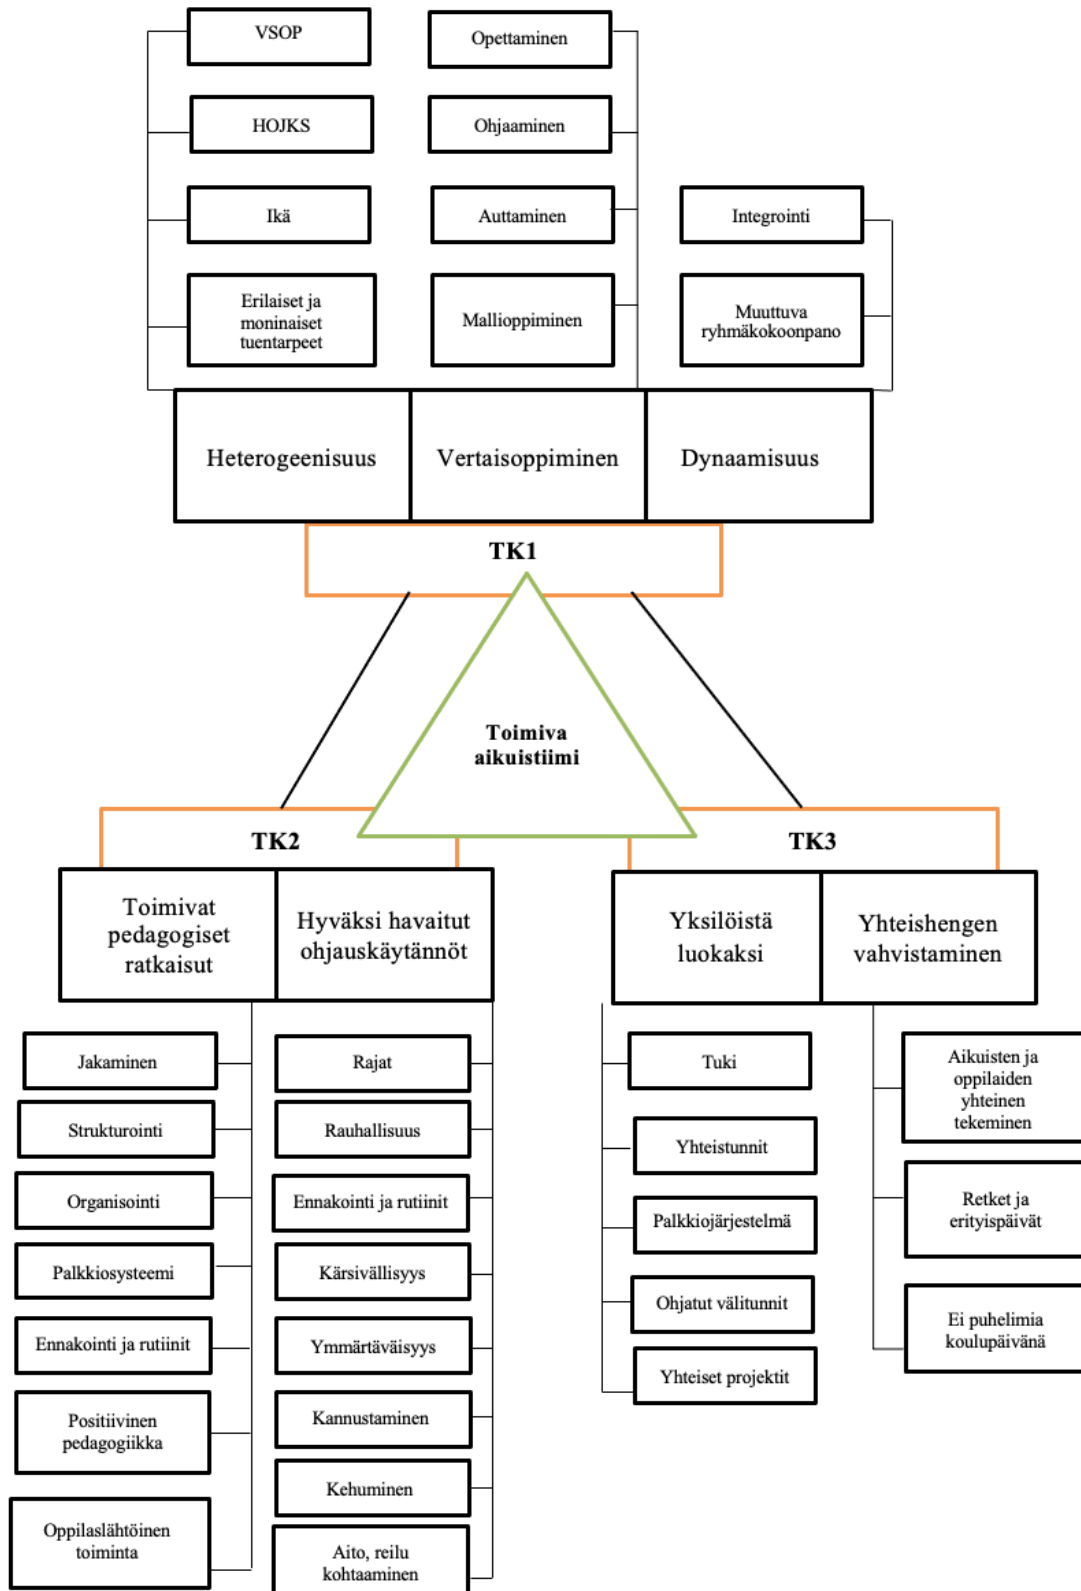 VSOP
HOJKS
Ikä
Erilaiset ja
moninaiset
tuentarpeet
Opettaminen
Ohjaaminen
Auttaminen
Mallioppiminen
Integrointi
Muuttuva
ryhmäkokoonpano
Heterogeenisuus
Vertaisoppiminen
Dynaamisuus
TK1
Toimiva
aikuistiimi
TK2
Toimivat
pedagogiset
ratkaisut
Hyväksi havaitut
ohjauskäytännöt
Jakaminen
Strukturointi
Organisointi
Palkkiosysteemi
Ennakointi ja rutiinit
Positiivinen
pedagogiikka
Oppilaslähtöinen
toiminta
Rajat
Rauhallisuus
Ennakointi ja rutiinit
Kärsivällisyys
Ymmärtäväisyys
Kannustaminen
Kehuminen
Aito, reilu
kohtaaminen
TK3
Yksilöistä
luokaksi
Yhteishengen
vahvistaminen
Tuki
Yhteistunnit
Palkkiojärjestelmä
Ohjatut välitunnit
Yhteiset projektit
Aikuisten ja
oppilaiden
yhteinen
tekeminen
Retket ja
erityispäivät
Ei puhelimia
koulupäivänä